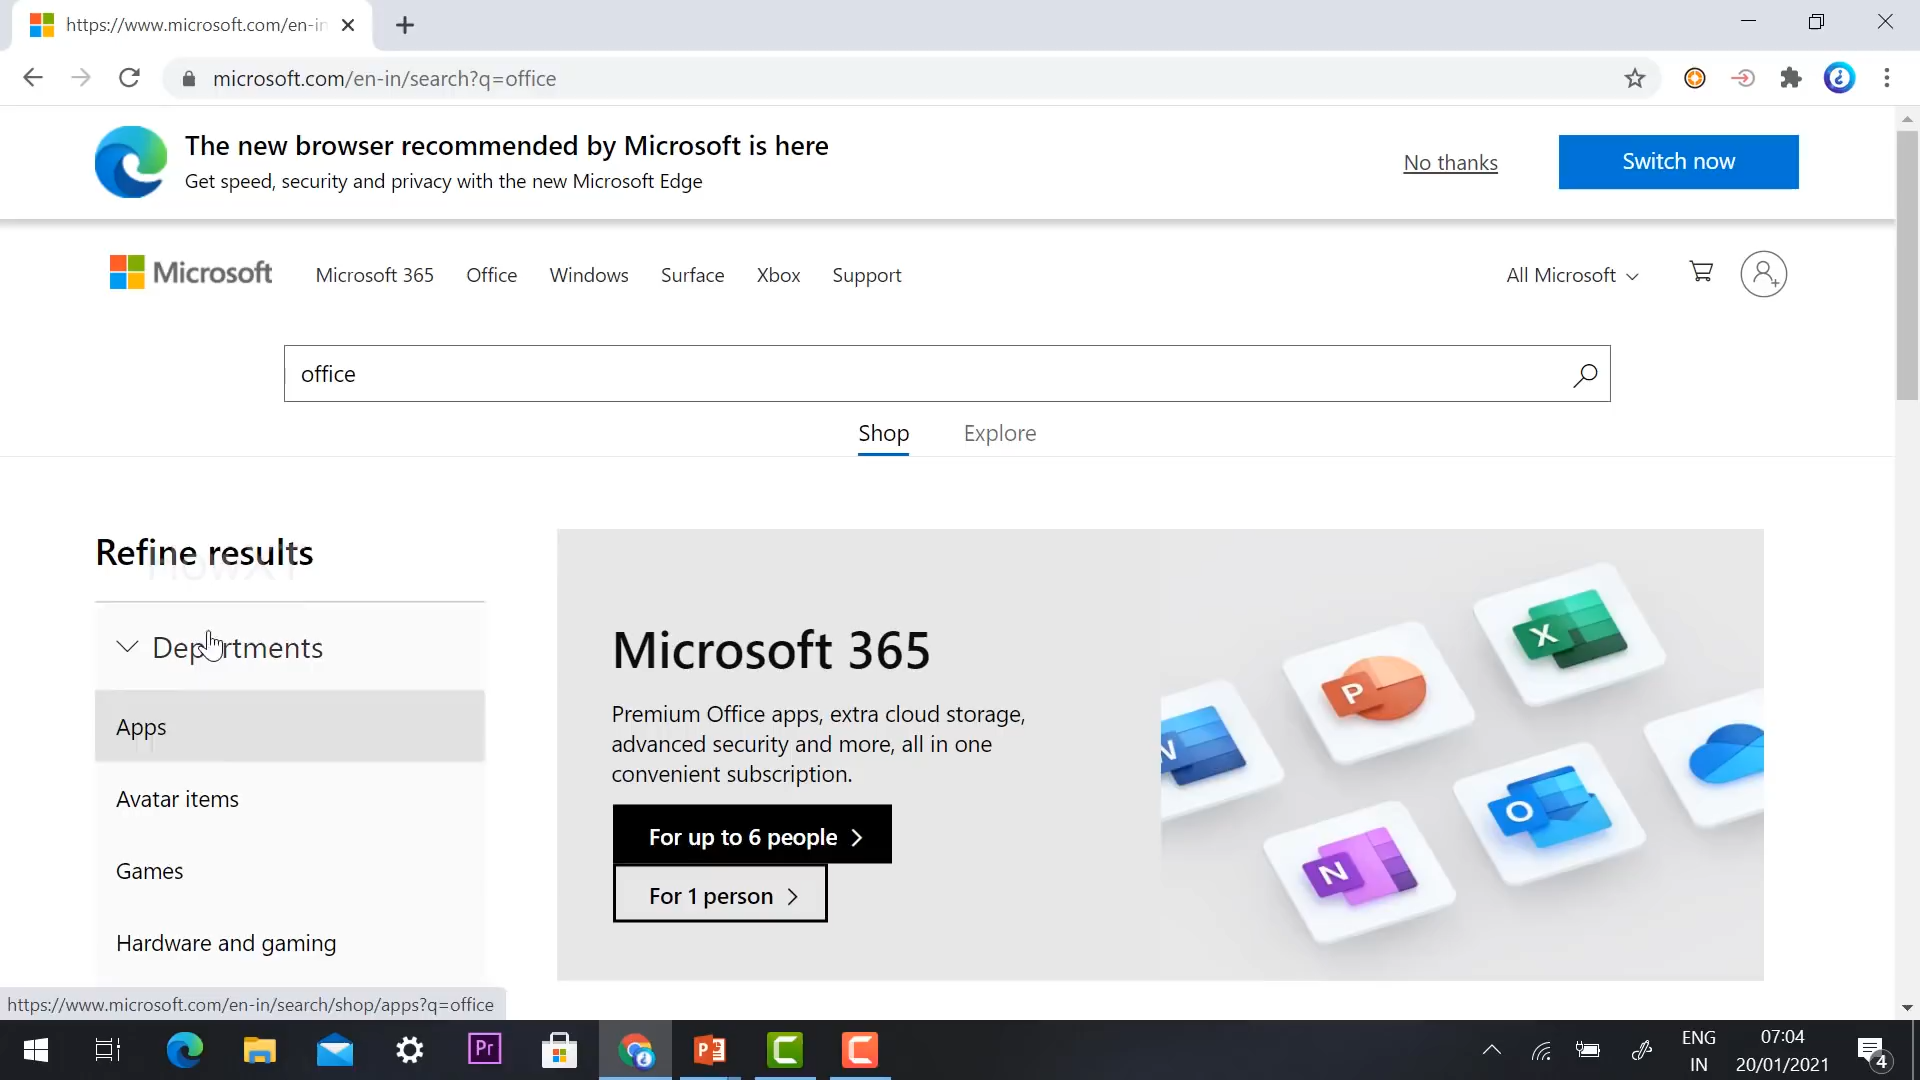 https://www.microsoft.com/en-in
microsoft.com/en-in/search?q=office
The new browser recommended by Microsoft is here
Get speed, security and privacy with the new Microsoft Edge
No thanks
Switch now
Microsoft
Microsoft 365
Office
Windows
Surface
Xbox
Support
All Microsoft
office
Shop
Explore
Refine results
Departments
Apps
Avatar items
Games
Hardware and gaming
Microsoft 365
Premium Office apps, extra cloud storage,
advanced security and more, all in one
convenient subscription.
For up to 6 people
For 1 person
X
P
O
N
https://www.microsoft.com/en-in/search/shop/apps?q=office
Pr
P
C
C
ENG
IN
07:04
20/01/2021
4